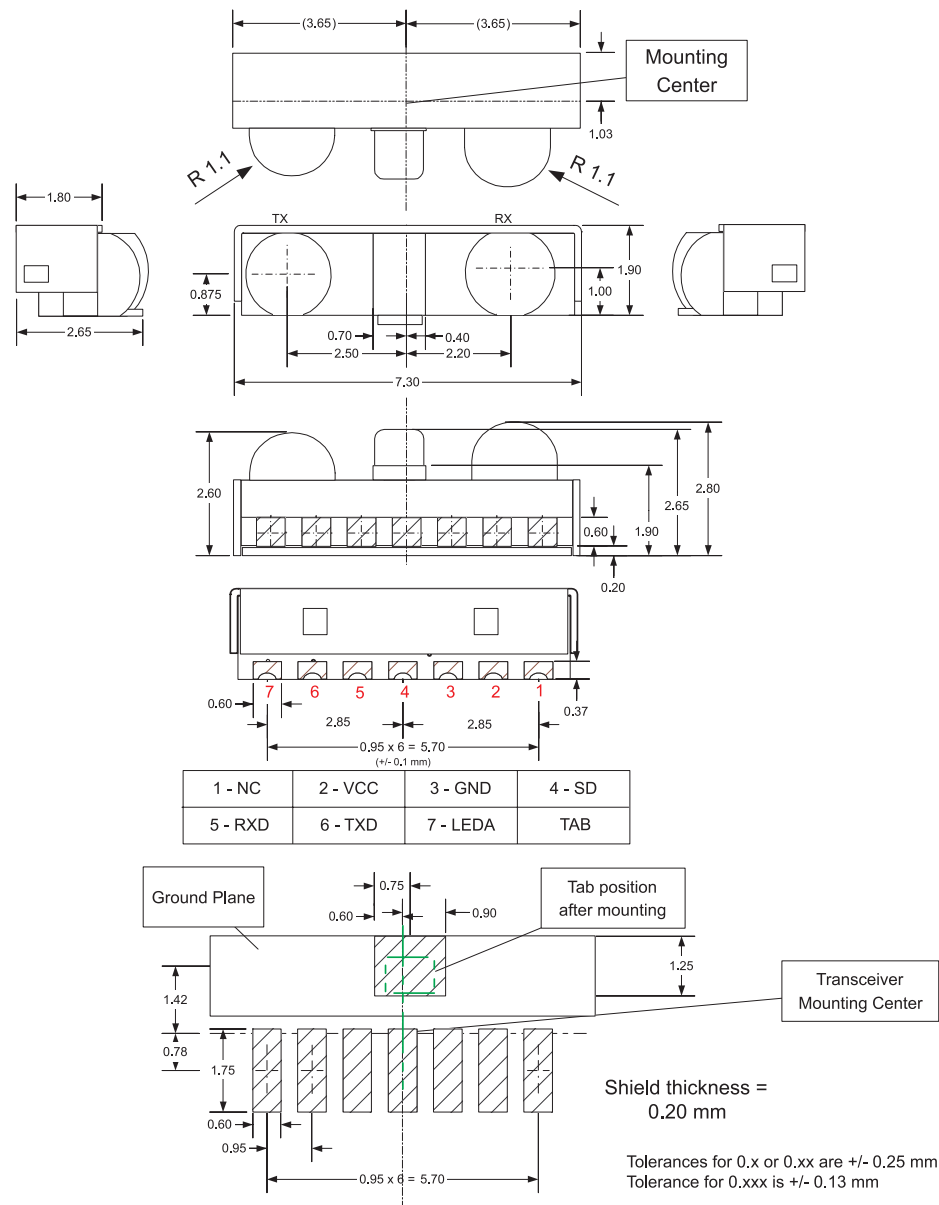 (3.65)
(3.65)
Mounting
Center
1.03
R 1.1
R 1.1
1.80
TX
RX
0.875
1.90
1.00
2.65
0.70
0.40
2.50
2.20
7.30
2.60
0.60
1.90
2.65
2.80
0.20
7 6 5 4 3 2 1
0.60
0.37
2.85
2.85
0.95 x 6 = 5.70
(+/- 0.1 mm)
1 - NC 2 - VCC 3 - GND 4 - SD
5 - RXD 6 - TXD 7 - LEDA TAB
Ground Plane
0.75
Tab position
after mounting
0.60
0.90
1.25
1.42
Transceiver
Mounting Center
0.78
1.75
Shield thickness =
0.20 mm
0.60
0.95
0.95 x 6 = 5.70
Tolerances for 0.x or 0.xx are +/- 0.25 mm
Tolerance for 0.xxx is +/- 0.13 mm